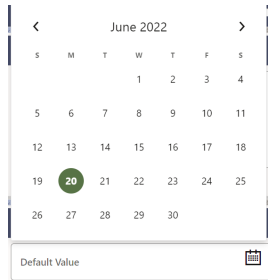 June 2022
S M T W T F S
1 2 3 4
5 6 7 8 9 10 11
12 13 14 15 16 17 18
19 20 21 22 23 24 25
26 27 28 29 30
Default Value